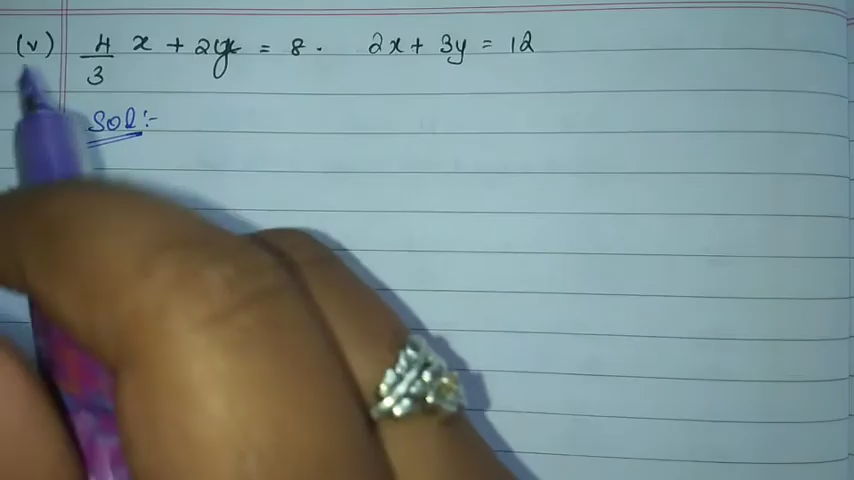 (v) 4/3 x + 2y = 8. 2x + 3y = 12
Sol:-